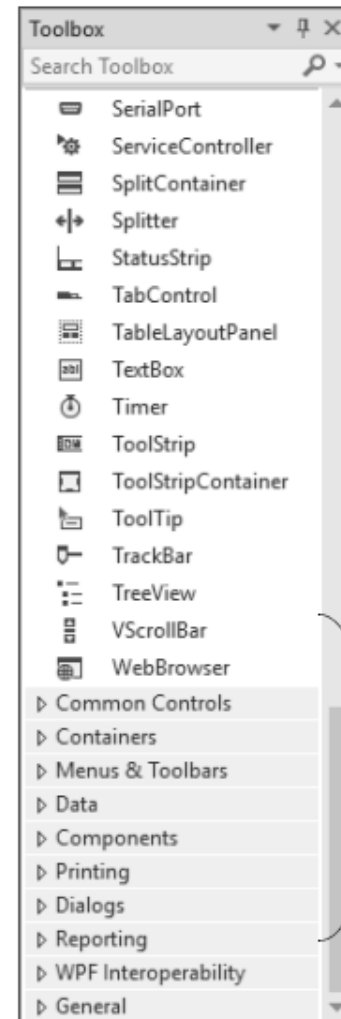 Toolbox
Search Toolbox
SerialPort
ServiceController
SplitContainer
Splitter
StatusStrip
TabControl
TableLayoutPanel
TextBox
Timer
ToolStrip
ToolStripContainer
ToolTip
TrackBar
TreeView
VScrollBar
WebBrowser
Common Controls
Containers
Menus & Toolbars
Data
Components
Printing
Dialogs
Reporting
WPF Interoperability
General